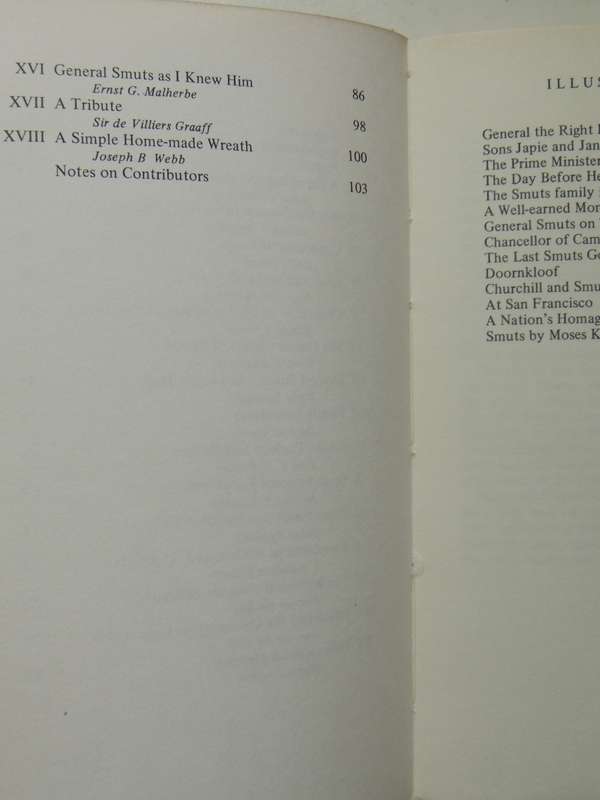 XVI General Smuts as I Knew Him 86
Ernst G. Malherbe
XVII A Tribute 98
Sir de Villiers Graaff
XVIII A Simple Home-made Wreath 100
Joseph B Webb
Notes on Contributors 103
ILLUS
General the Right
Sons Japie and Jan
The Prime Minister
The Day Before He
The Smuts family
A Well-earned Mor
General Smuts on
Chancellor of Cam
The Last Smuts Go
Doornkloof
Churchill and Smu
At San Francisco
A Nation's Homag
Smuts by Moses K